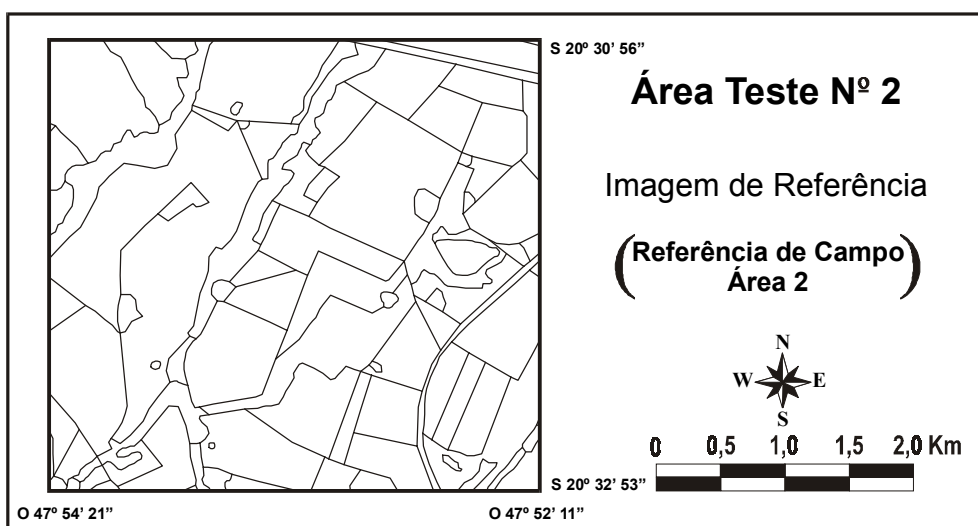 S 20º 30’ 56”
Área Teste Nº 2
Imagem de Referência
(Referência de Campo
Área 2)
N
W E
S
0 0,5 1,0 1,5 2,0 Km
S 20º 32’ 53”
O 47º 54’ 21” O 47º 52’ 11”